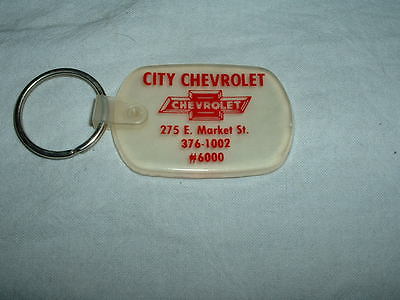 CITY CHEVROLET
CHEVROLET
275 E. Market St.
376-1002
#6000